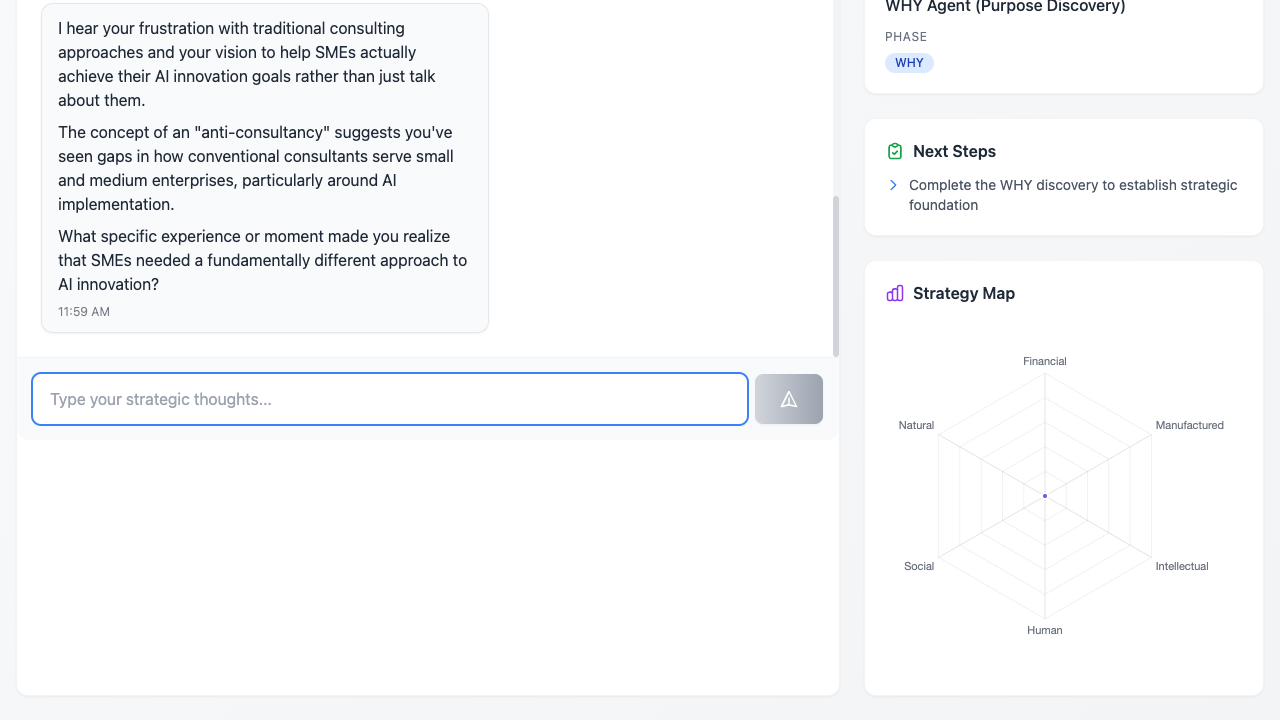 I hear your frustration with traditional consulting
approaches and your vision to help SMEs actually
achieve their AI innovation goals rather than just talk
about them.
The concept of an "anti-consultancy" suggests you've
seen gaps in how conventional consultants serve small
and medium enterprises, particularly around AI
implementation.
What specific experience or moment made you realize
that SMEs needed a fundamentally different approach to
AI innovation?
11:59 AM
Type your strategic thoughts...
WHY Agent (Purpose Discovery)
PHASE
WHY
Next Steps
Complete the WHY discovery to establish strategic
foundation
Strategy Map
Financial
Natural
Manufactured
Social
Intellectual
Human